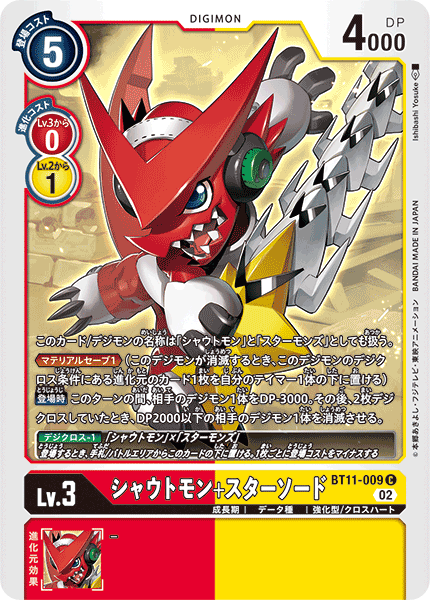 DIGIMON
登場コスト
5
DP
4000
進化コスト
Lv.3から
0
Lv.2から
1
Ishibashi Yosuke
BANDAI MADE IN JAPAN
©本郷あきよし・フジテレビ・東映アニメーション
このカード/デジモンの名称は「シャウトモン」と「スターモンズ」としても扱う。
マテリアルセーブ1 (このデジモンが消滅するとき、このデジモンのデジク
ロス条件にある進化元のカード1枚を自分のテイマー1体の下に置ける)
登場時 このターンの間、相手のデジモン1体をDP-3000。その後、2枚デジ
クロスしていたとき、DP2000以下の相手のデジモン1体を消滅させる。
デジクロス-1 「シャウトモン」×「スターモンズ」
登場するとき、手札/バトルエリアからこのカードの下に置ける。1枚ごとに登場コストをマイナスする
Lv.3
シャウトモン+スターソード
BT11-009 C
02
成長期 | データ種 | 強化型/クロスハート
進化元効果
-